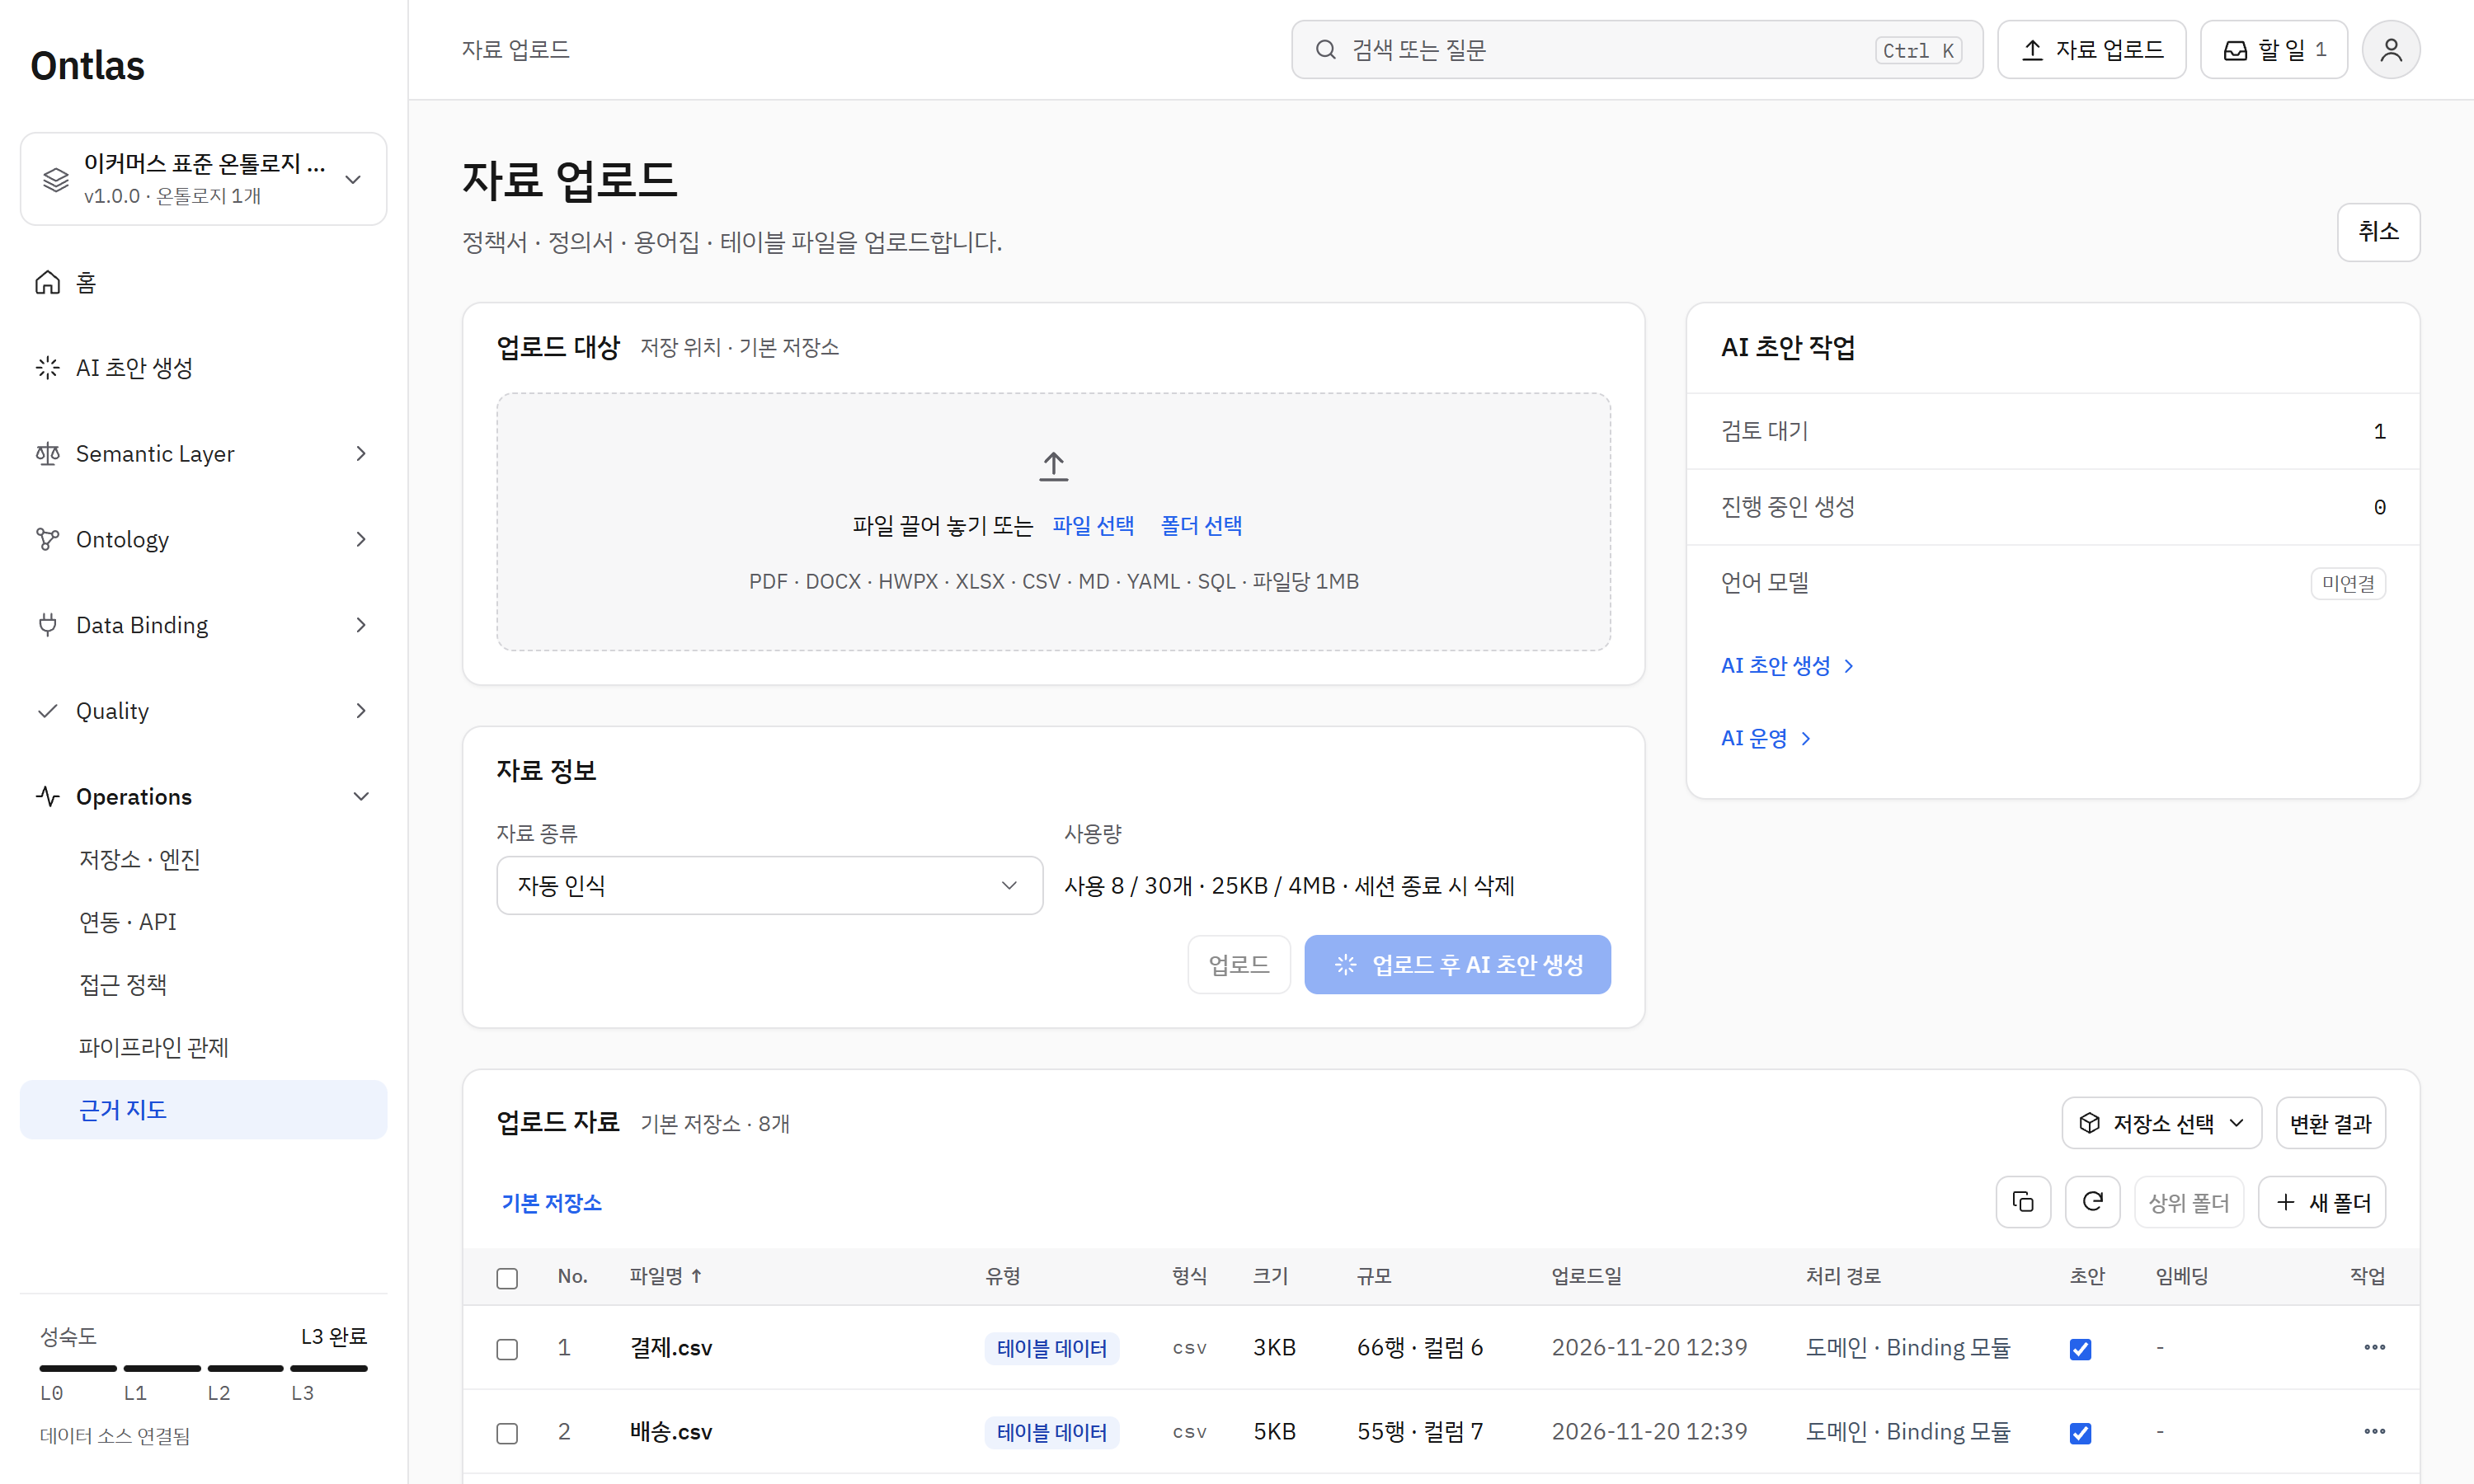 Ontlas
이커머스 표준 온톨로지 ...
v1.0.0 · 온톨로지 1개
홈
AI 초안 생성
Semantic Layer
Ontology
Data Binding
Quality
Operations
저장소 · 엔진
연동 · API
접근 정책
파이프라인 관제
근거 지도
성숙도 L3 완료
L0 L1 L2 L3
데이터 소스 연결됨
자료 업로드
검색 또는 질문 Ctrl K
자료 업로드
할 일 1
자료 업로드
정책서 · 정의서 · 용어집 · 테이블 파일을 업로드합니다.
취소
업로드 대상 저장 위치 · 기본 저장소
파일 끌어 놓기 또는 파일 선택 폴더 선택
PDF · DOCX · HWPX · XLSX · CSV · MD · YAML · SQL · 파일당 1MB
AI 초안 작업
검토 대기 1
진행 중인 생성 0
언어 모델 미연결
AI 초안 생성
AI 운영
자료 정보
자료 종류 사용량
자동 인식 사용 8 / 30개 · 25KB / 4MB · 세션 종료 시 삭제
업로드 업로드 후 AI 초안 생성
업로드 자료 기본 저장소 · 8개
저장소 선택 변환 결과
기본 저장소 상위 폴더 새 폴더
No. 파일명 ↑ 유형 형식 크기 규모 업로드일 처리 경로 초안 임베딩 작업
1 결제.csv 테이블 데이터 csv 3KB 66행 · 컬럼 6 2026-11-20 12:39 도메인 · Binding 모듈 -
2 배송.csv 테이블 데이터 csv 5KB 55행 · 컬럼 7 2026-11-20 12:39 도메인 · Binding 모듈 -